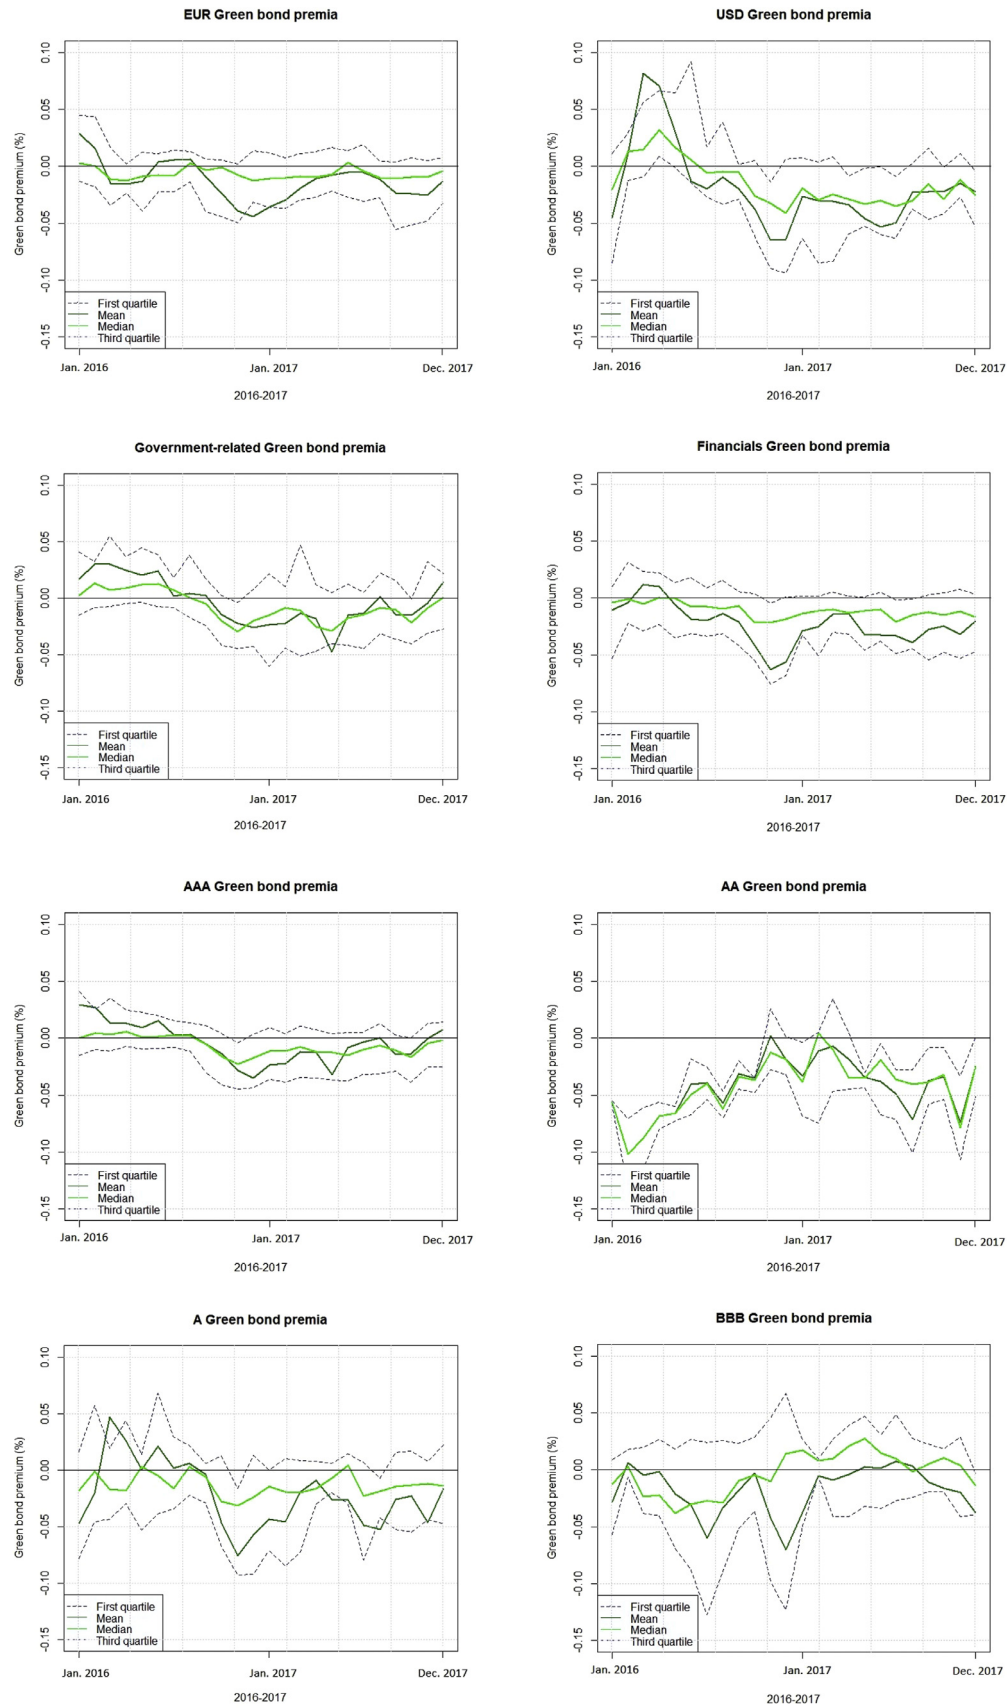 EUR Green bond premia
Green bond premium (%)
0.10
0.05
0.00
-0.05
-0.10
-0.15
First quartile
Mean
Median
Third quartile
Jan. 2016
Jan. 2017
Dec. 2017
2016-2017
USD Green bond premia
Green bond premium (%)
0.10
0.05
0.00
-0.05
-0.10
-0.15
First quartile
Mean
Median
Third quartile
Jan. 2016
Jan. 2017
Dec. 2017
2016-2017
Government-related Green bond premia
Green bond premium (%)
0.10
0.05
0.00
-0.05
-0.10
-0.15
First quartile
Mean
Median
Third quartile
Jan. 2016
Jan. 2017
Dec. 2017
2016-2017
Financials Green bond premia
Green bond premium (%)
0.10
0.05
0.00
-0.05
-0.10
-0.15
First quartile
Mean
Median
Third quartile
Jan. 2016
Jan. 2017
Dec. 2017
2016-2017
AAA Green bond premia
Green bond premium (%)
0.10
0.05
0.00
-0.05
-0.10
-0.15
First quartile
Mean
Median
Third quartile
Jan. 2016
Jan. 2017
Dec. 2017
2016-2017
AA Green bond premia
Green bond premium (%)
0.10
0.05
0.00
-0.05
-0.10
-0.15
First quartile
Mean
Median
Third quartile
Jan. 2016
Jan. 2017
Dec. 2017
2016-2017
A Green bond premia
Green bond premium (%)
0.10
0.05
0.00
-0.05
-0.10
-0.15
First quartile
Mean
Median
Third quartile
Jan. 2016
Jan. 2017
Dec. 2017
2016-2017
BBB Green bond premia
Green bond premium (%)
0.10
0.05
0.00
-0.05
-0.10
-0.15
First quartile
Mean
Median
Third quartile
Jan. 2016
Jan. 2017
Dec. 2017
2016-2017